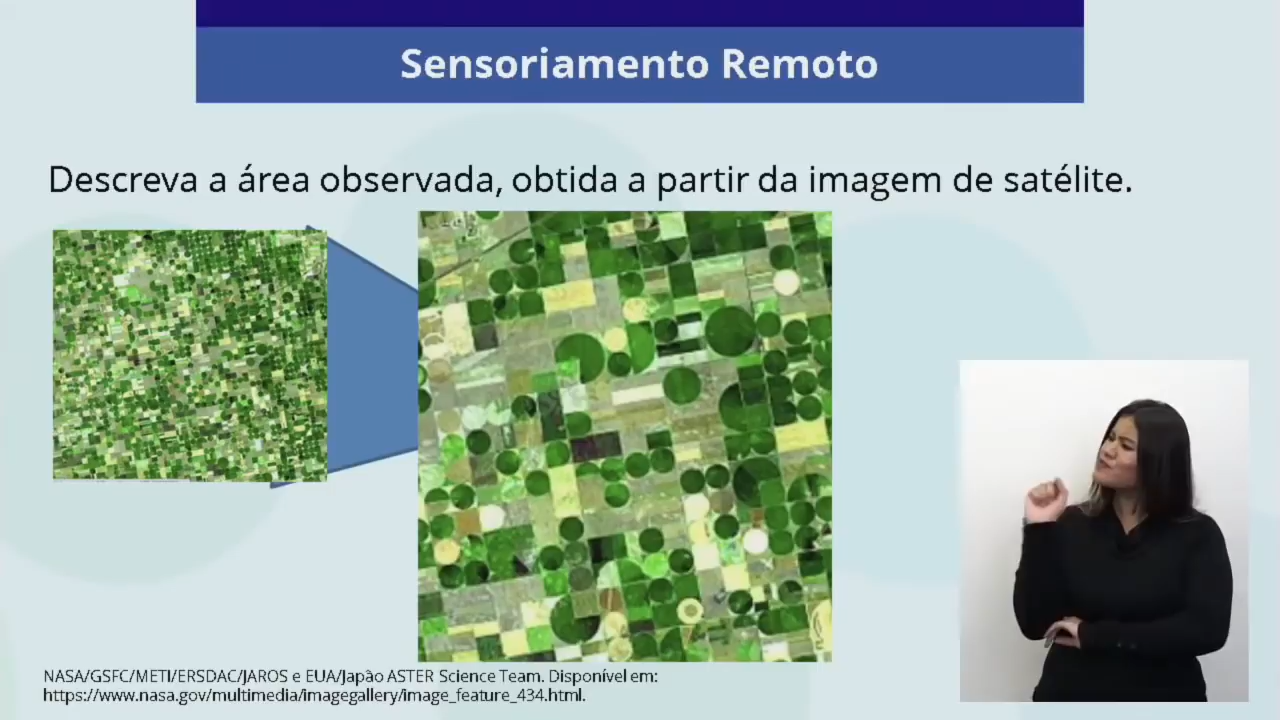 Sensoriamento Remoto
Descreva a área observada, obtida a partir da imagem de satélite.
NASA/GSFC/METI/ERSDAC/JAROS e EUA/Japão ASTER Science Team. Disponível em:
https://www.nasa.gov/multimedia/imagegallery/image_feature_434.html.